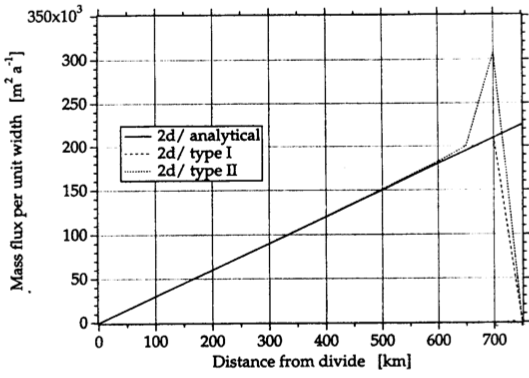 350x10³
300
250
200
150
100
50
0
Mass flux per unit width [m² a⁻¹]
2d/ analytical
2d/ type I
2d/ type II
0 100 200 300 400 500 600 700
Distance from divide [km]